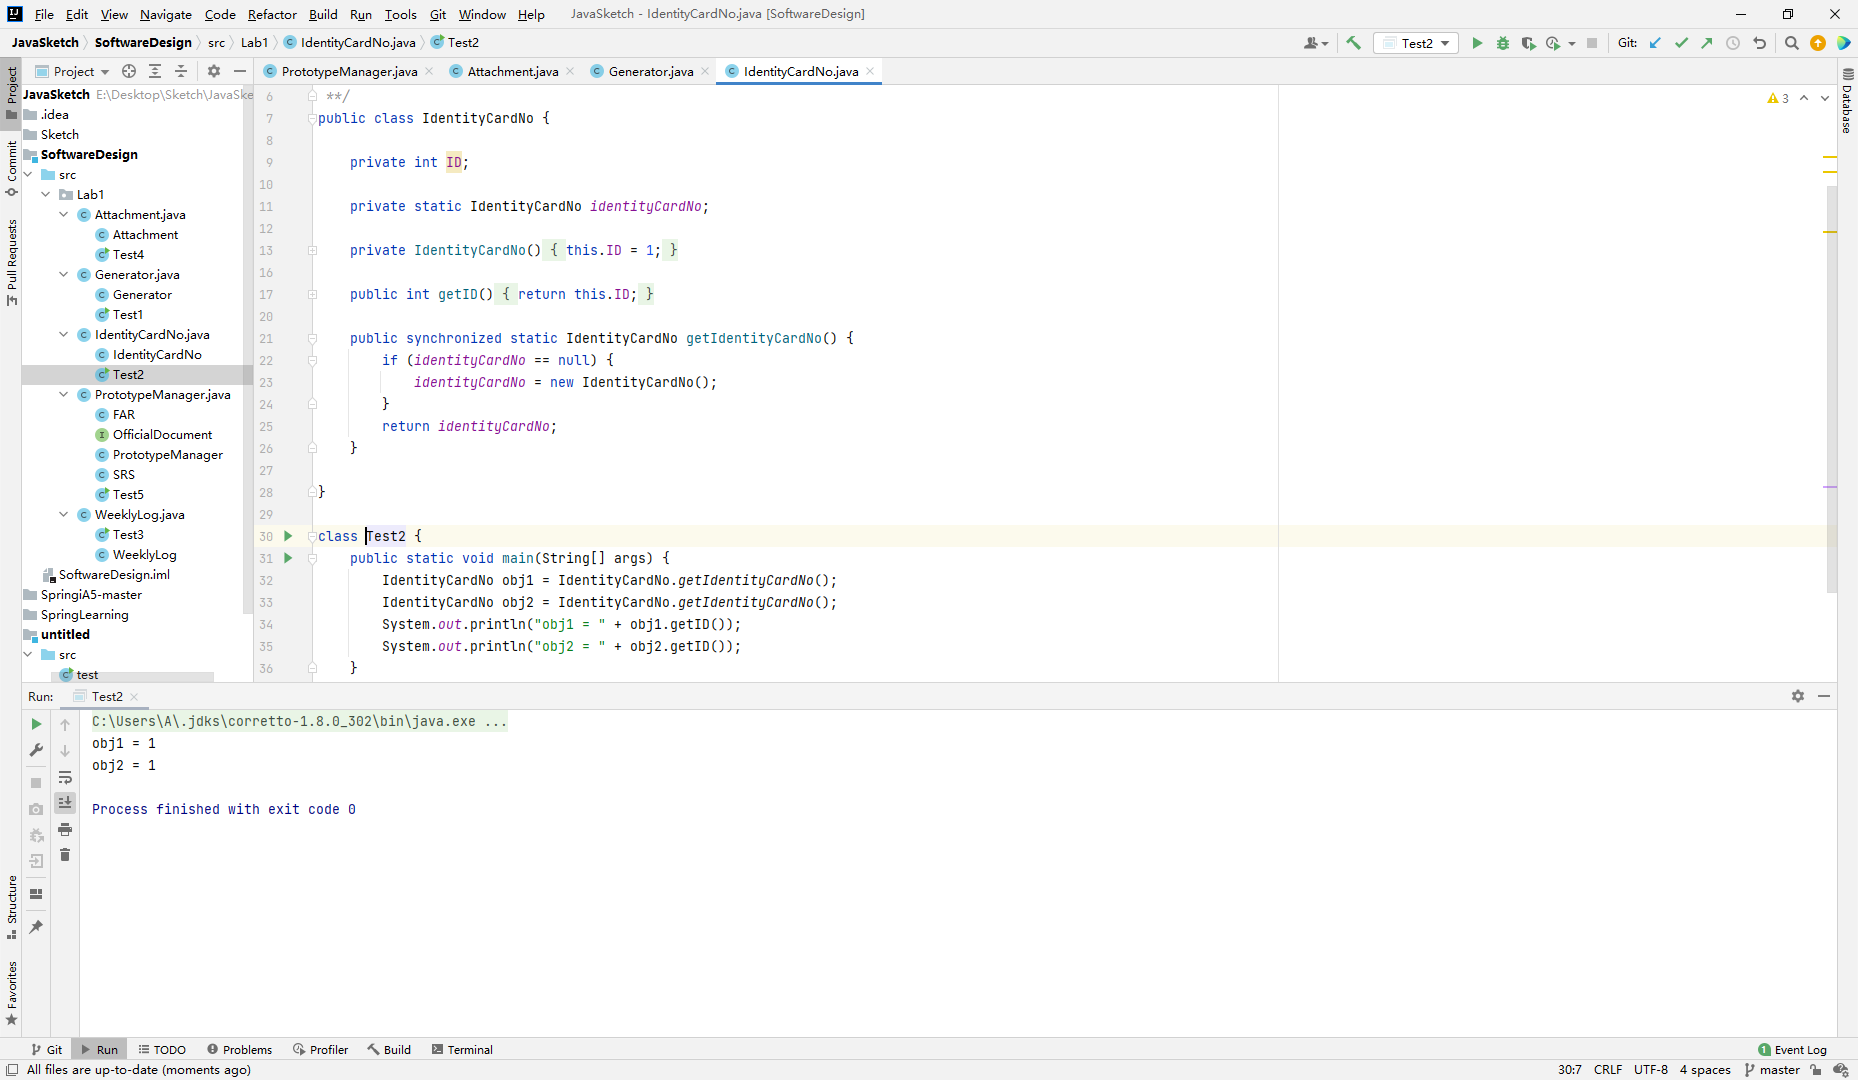 File Edit View Navigate Code Refactor Build Run Tools Git Window Help JavaSketch - IdentityCardNo.java [SoftwareDesign]
JavaSketch SoftwareDesign src Lab1 IdentityCardNo.java Test2 Test2 Git:
Project
PrototypeManager.java Attachment.java Generator.java IdentityCardNo.java
Project
Commit
Pull Requests
Structure
Favorites
Database
JavaSketch E:\Desktop\Sketch\JavaSke
.idea
Sketch
SoftwareDesign
src
Lab1
Attachment.java
Attachment
Test4
Generator.java
Generator
Test1
IdentityCardNo.java
IdentityCardNo
Test2
PrototypeManager.java
FAR
OfficialDocument
PrototypeManager
SRS
Test5
WeeklyLog.java
Test3
WeeklyLog
SoftwareDesign.iml
SpringiA5-master
SpringLearning
untitled
src
test
3
6 **/
7 public class IdentityCardNo {
8
9 private int ID;
10
11 private static IdentityCardNo identityCardNo;
12
13 private IdentityCardNo() { this.ID = 1; }
16
17 public int getID() { return this.ID; }
20
21 public synchronized static IdentityCardNo getIdentityCardNo() {
22 if (identityCardNo == null) {
23 identityCardNo = new IdentityCardNo();
24 }
25 return identityCardNo;
26 }
27
28 }
29
30 class Test2 {
31 public static void main(String[] args) {
32 IdentityCardNo obj1 = IdentityCardNo.getIdentityCardNo();
33 IdentityCardNo obj2 = IdentityCardNo.getIdentityCardNo();
34 System.out.println("obj1 = " + obj1.getID());
35 System.out.println("obj2 = " + obj2.getID());
36 }
Run: Test2
C:\Users\A\.jdks\corretto-1.8.0_302\bin\java.exe ...
obj1 = 1
obj2 = 1
Process finished with exit code 0
Git Run TODO Problems Profiler Build Terminal 1 Event Log
All files are up-to-date (moments ago) 30:7 CRLF UTF-8 4 spaces master